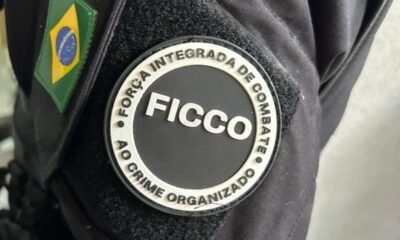 FORÇA INTEGRADA DE COMBATE
FICCO
AO CRIME ORGANIZADO